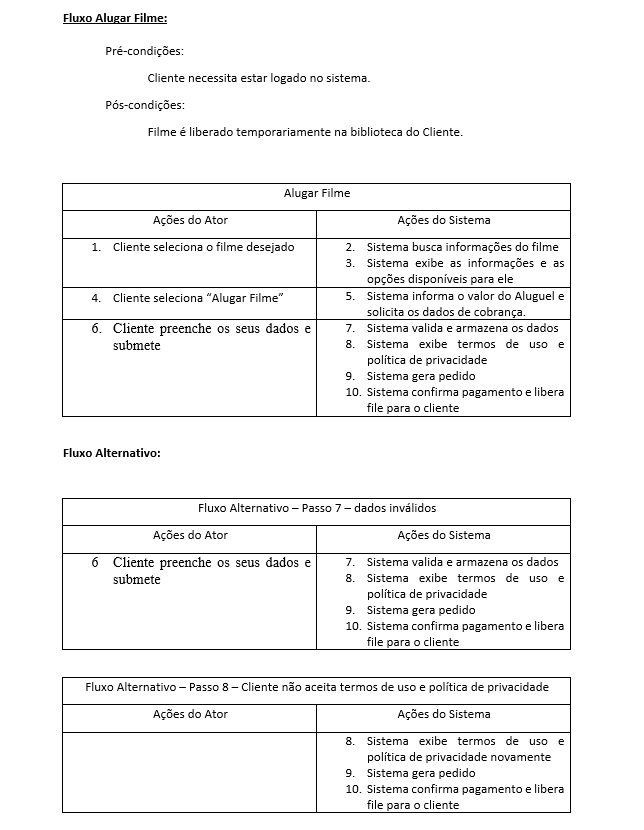 Fluxo Alugar Filme:
Pré-condições:
Cliente necessita estar logado no sistema.
Pós-condições:
Filme é liberado temporariamente na biblioteca do Cliente.
Alugar Filme
Ações do Ator
Ações do Sistema
1. Cliente seleciona o filme desejado
2. Sistema busca informações do filme
3. Sistema exibe as informações e as
opções disponíveis para ele
4. Cliente seleciona “Alugar Filme”
5. Sistema informa o valor do Aluguel e
solicita os dados de cobrança.
6. Cliente preenche os seus dados e
submete
7. Sistema valida e armazena os dados
8. Sistema exibe termos de uso e
política de privacidade
9. Sistema gera pedido
10. Sistema confirma pagamento e libera
file para o cliente
Fluxo Alternativo:
Fluxo Alternativo – Passo 7 – dados inválidos
Ações do Ator
Ações do Sistema
6 Cliente preenche os seus dados e
submete
7. Sistema valida e armazena os dados
8. Sistema exibe termos de uso e
política de privacidade
9. Sistema gera pedido
10. Sistema confirma pagamento e libera
file para o cliente
Fluxo Alternativo – Passo 8 – Cliente não aceita termos de uso e política de privacidade
Ações do Ator
Ações do Sistema
8. Sistema exibe termos de uso e
política de privacidade novamente
9. Sistema gera pedido
10. Sistema confirma pagamento e libera
file para o cliente